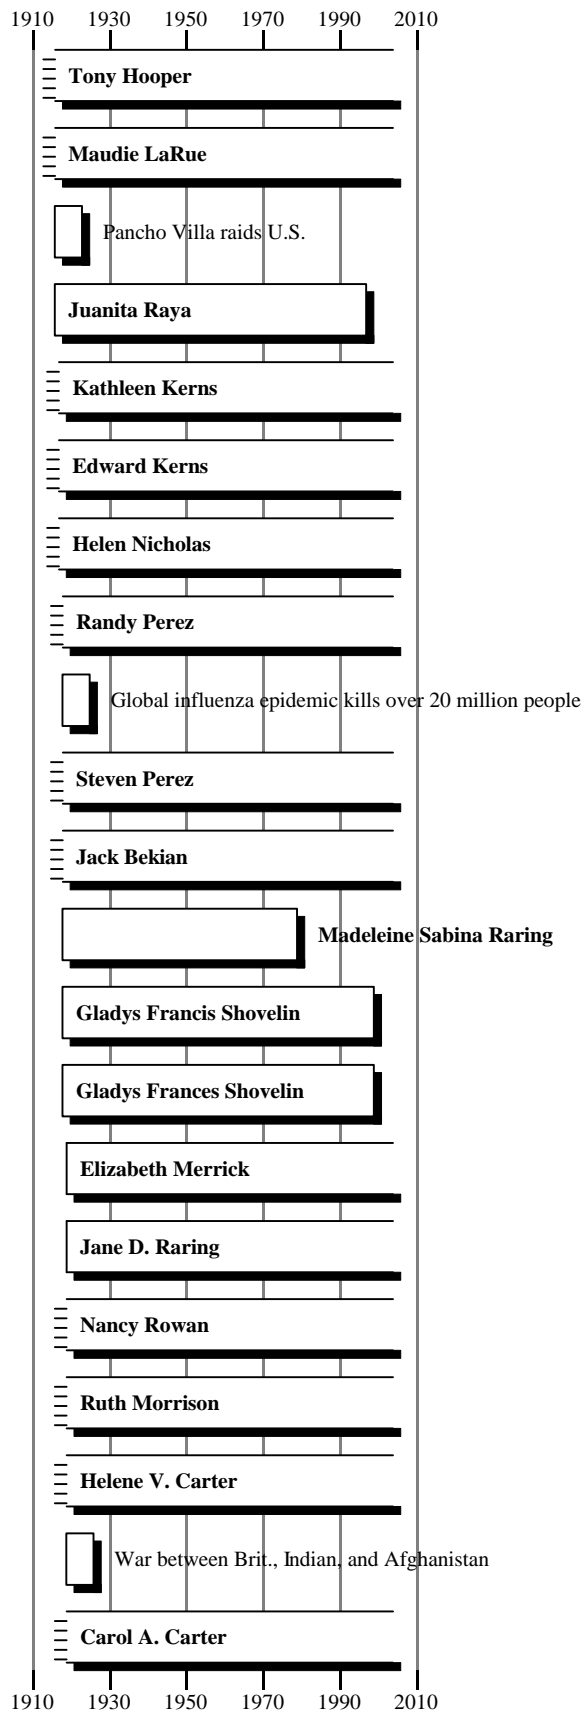 1910 1930 1950 1970 1990 2010
Tony Hooper
Maudie LaRue
Pancho Villa raids U.S.
Juanita Raya
Kathleen Kerns
Edward Kerns
Helen Nicholas
Randy Perez
Global influenza epidemic kills over 20 million people
Steven Perez
Jack Bekian
Madeleine Sabina Raring
Gladys Francis Shovelin
Gladys Frances Shovelin
Elizabeth Merrick
Jane D. Raring
Nancy Rowan
Ruth Morrison
Helene V. Carter
War between Brit., Indian, and Afghanistan
Carol A. Carter
1910 1930 1950 1970 1990 2010